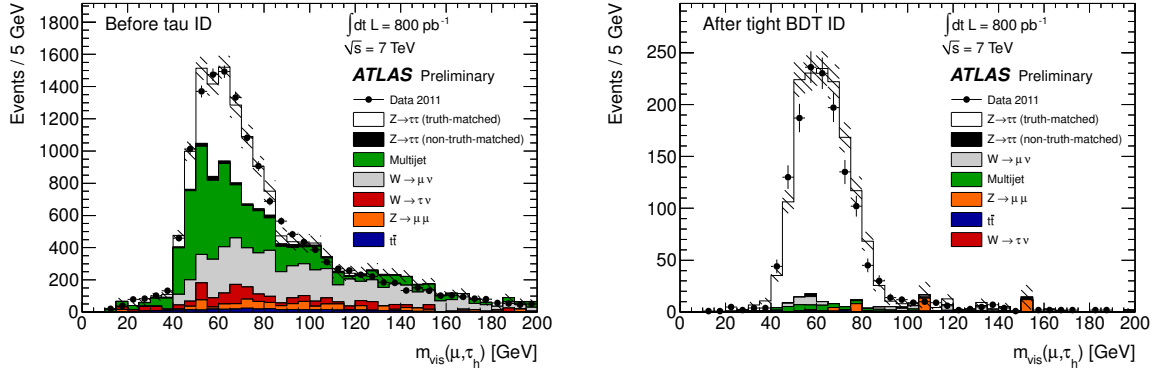 Before tau ID
∫dt L = 800 pb⁻¹
√s = 7 TeV
ATLAS Preliminary
Data 2011
Z→ττ (truth-matched)
Z→ττ (non-truth-matched)
Multijet
W→μν
W→τν
Z→μμ
tt̄
Events / 5 GeV
1800
1600
1400
1200
1000
800
600
400
200
0
0 20 40 60 80 100 120 140 160 180 200
m_vis(μ,τ_h) [GeV]
After tight BDT ID
∫dt L = 800 pb⁻¹
√s = 7 TeV
ATLAS Preliminary
Data 2011
Z→ττ (truth-matched)
Z→ττ (non-truth-matched)
W→μν
Multijet
Z→μμ
tt̄
W→τν
Events / 5 GeV
250
200
150
100
50
0
0 20 40 60 80 100 120 140 160 180 200
m_vis(μ,τ_h) [GeV]